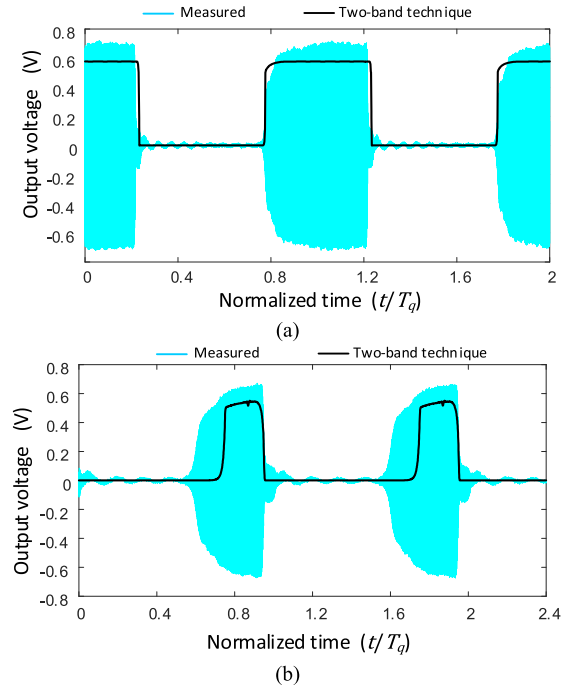 Measured Two-band technique
0.8
0.6
0.4
0.2
0
-0.2
-0.4
-0.6
Output voltage (V)
0 0.4 0.8 1.2 1.6 2
Normalized time (t/Tq)
(a)
Measured Two-band technique
0.8
0.6
0.4
0.2
0
-0.2
-0.4
0.6
-0.8
Output voltage (V)
0 0.8 1.2 1.6 2 2.4
Normalized time (t/Tq)
(b)